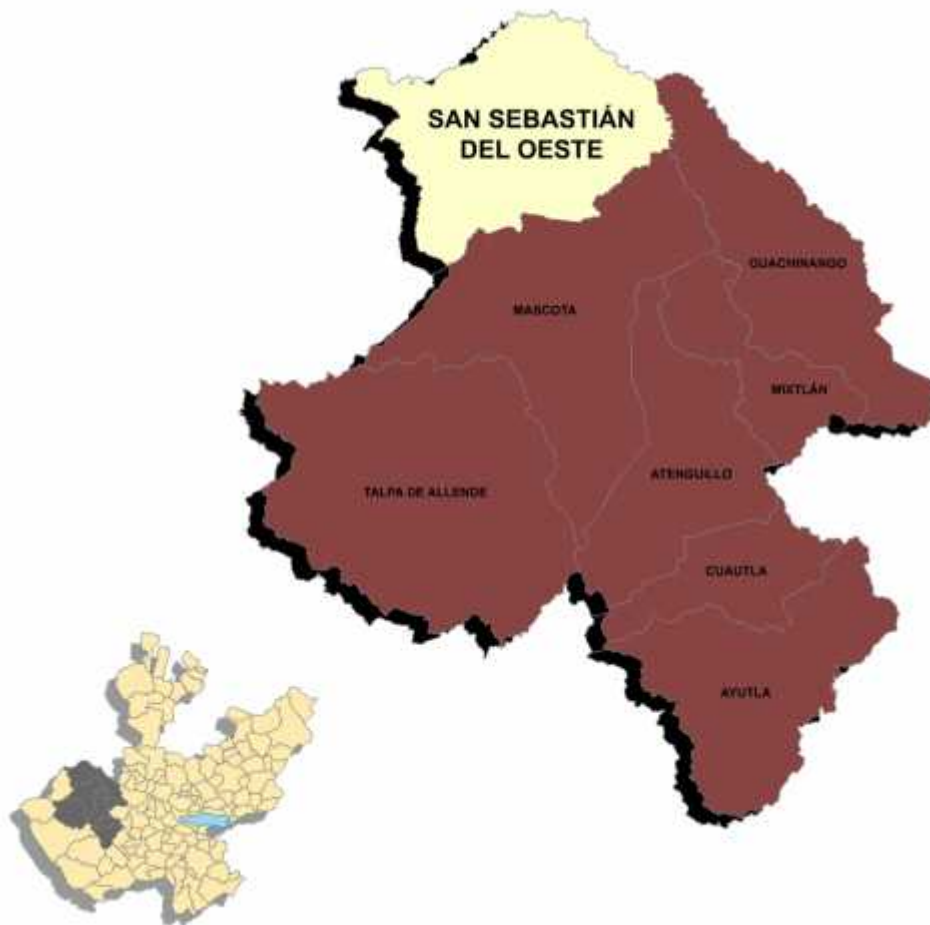 SAN SEBASTIÁN
DEL OESTE
GUACHINANGO
MASCOTA
MIXTLÁN
ATENGUILLO
TALPA DE ALLENDE
CUAUTLA
AYUTLA